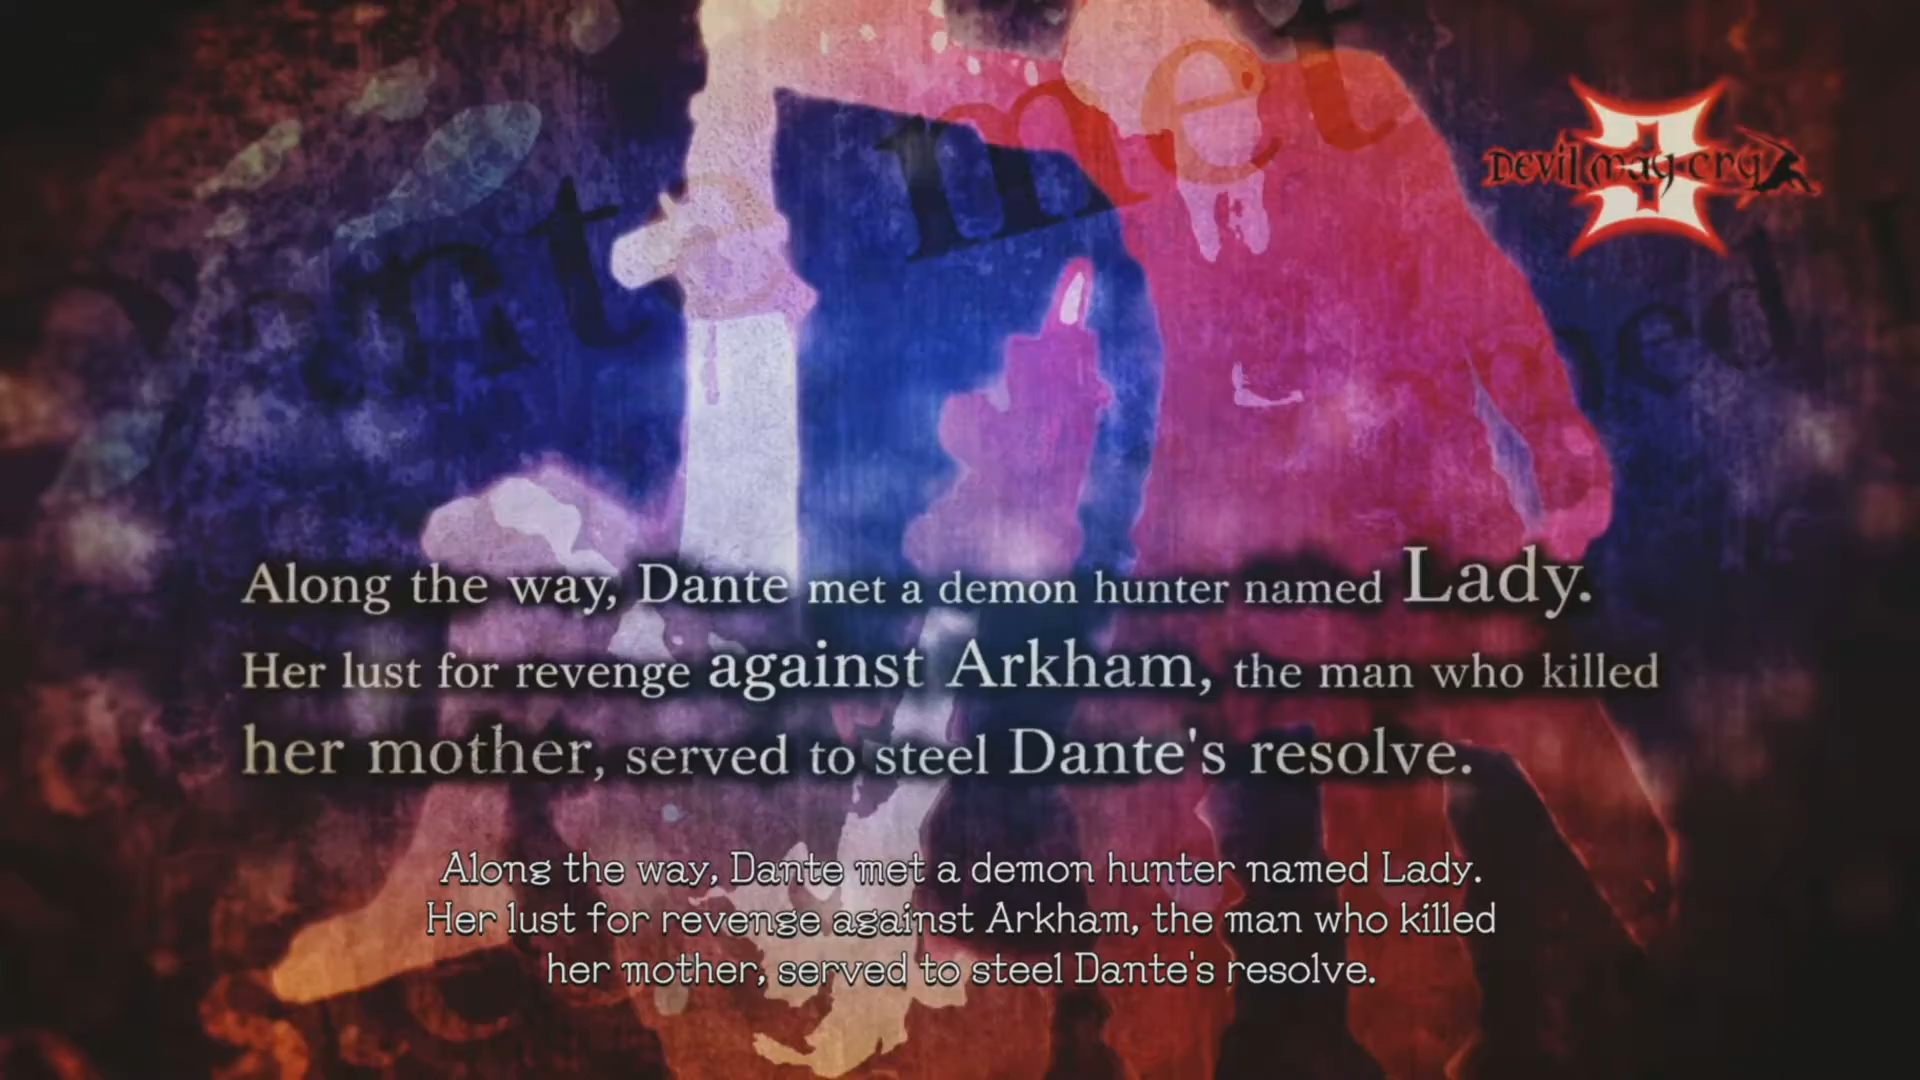 Devil may cry
3
met
Along the way, Dante met a demon hunter named Lady.
Her lust for revenge against Arkham, the man who killed
her mother, served to steel Dante's resolve.
Along the way, Dante met a demon hunter named Lady.
Her lust for revenge against Arkham, the man who killed
her mother, served to steel Dante's resolve.